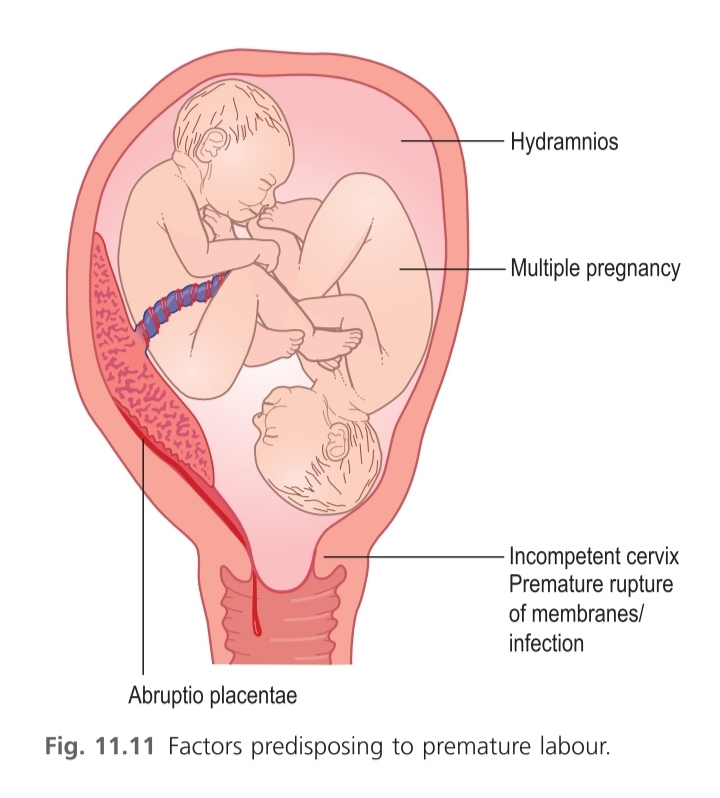 Hydramnios
Multiple pregnancy
Incompetent cervix
Premature rupture
of membranes/
infection
Abruptio placentae
Fig. 11.11 Factors predisposing to premature labour.